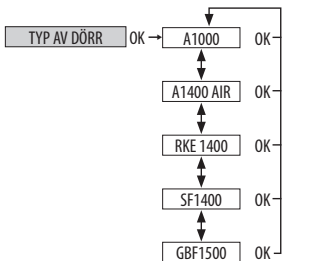 TYP AV DÖRR OK A1000 OK
A1400 AIR OK
RKE 1400 OK
SF1400 OK
GBF1500 OK